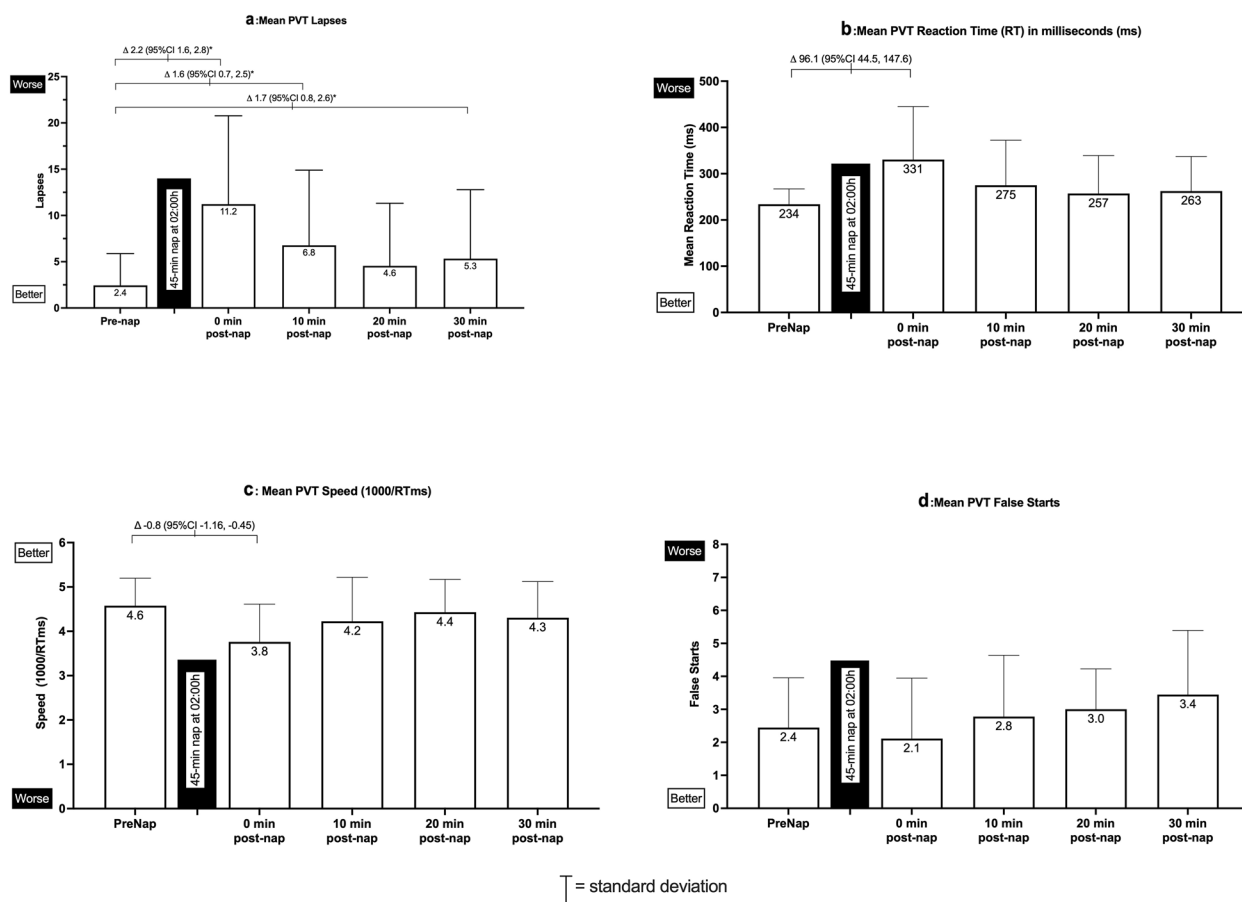 a:Mean PVT Lapses
Δ 2.2 (95%CI 1.6, 2.8)*
Δ 1.6 (95%CI 0.7, 2.5)*
Δ 1.7 (95%CI 0.8, 2.6)*
Worse
Better
Lapses
25
20
15
10
5
0
2.4
45-min nap at 02:00h
11.2
6.8
4.6
5.3
Pre-nap
0 min
post-nap
10 min
post-nap
20 min
post-nap
30 min
post-nap
b:Mean PVT Reaction Time (RT) in milliseconds (ms)
Δ 96.1 (95%CI 44.5, 147.6)
Worse
Better
Mean Reaction Time (ms)
500
400
300
200
100
0
234
45-min nap at 02:00h
331
275
257
263
PreNap
0 min
post-nap
10 min
post-nap
20 min
post-nap
30 min
post-nap
c: Mean PVT Speed (1000/RTms)
Δ -0.8 (95%CI -1.16, -0.45)
Better
Worse
Speed (1000/RTms)
6
5
4
3
2
1
0
4.6
45-min nap at 02:00h
3.8
4.2
4.4
4.3
PreNap
0 min
post-nap
10 min
post-nap
20 min
post-nap
30 min
post-nap
d:Mean PVT False Starts
Worse
Better
False Starts
8
7
6
5
4
3
2
1
0
2.4
45-min nap at 02:00h
2.1
2.8
3.0
3.4
PreNap
0 min
post-nap
10 min
post-nap
20 min
post-nap
30 min
post-nap
= standard deviation